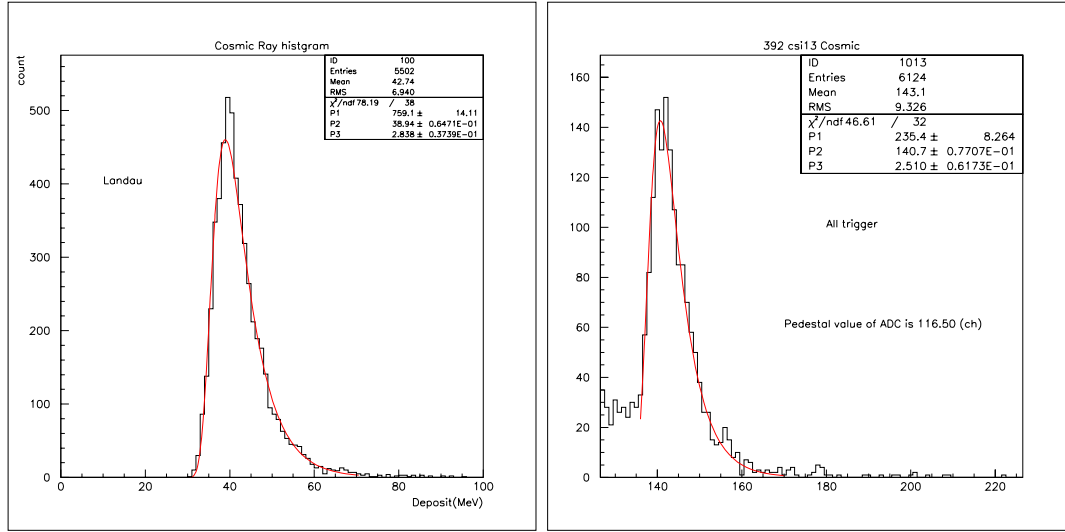 Cosmic Ray histgram
count
ID 100
Entries 5502
Mean 42.74
RMS 6.940
χ²/ndf 78.19 / 38
P1 759.1 ± 14.11
P2 38.94 ± 0.6471E-01
P3 2.838 ± 0.3739E-01
Landau
500
400
300
200
100
0
0 20 40 60 80 100
Deposit(MeV)
392 csi13 Cosmic
ID 1013
Entries 6124
Mean 143.1
RMS 9.326
χ²/ndf 46.61 / 32
P1 235.4 ± 8.264
P2 140.7 ± 0.7707E-01
P3 2.510 ± 0.6173E-01
All trigger
Pedestal value of ADC is 116.50 (ch)
160
140
120
100
80
60
40
20
0
140 160 180 200 220